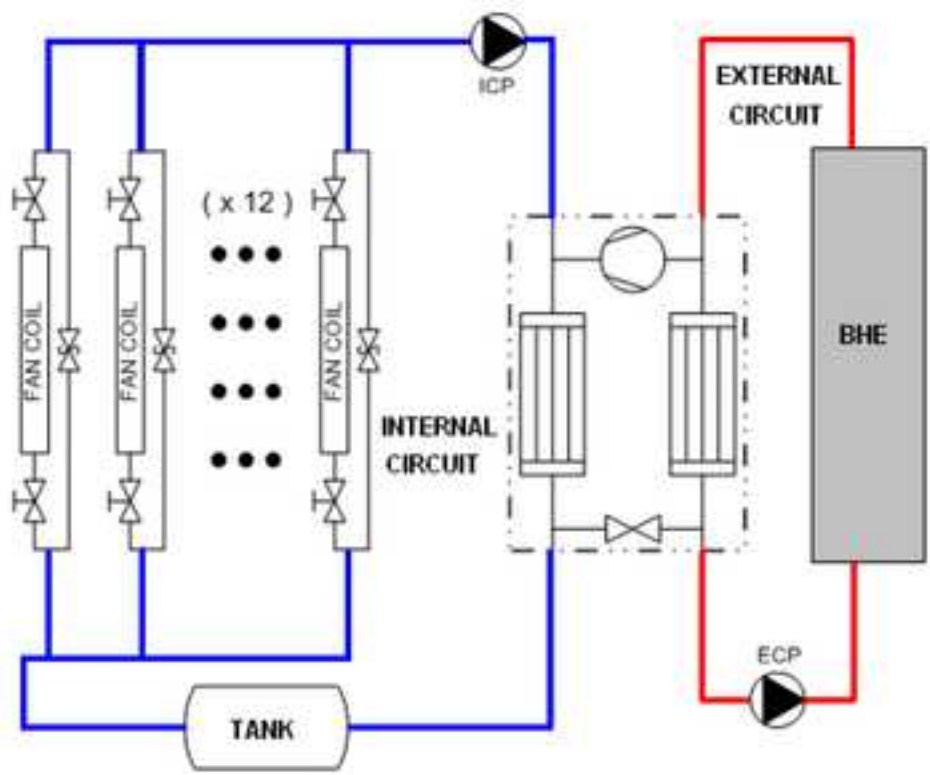 ICP
EXTERNAL
CIRCUIT
( x 12 )
FAN COIL
FAN COIL
FAN COIL
BHE
INTERNAL
CIRCUIT
ECP
TANK